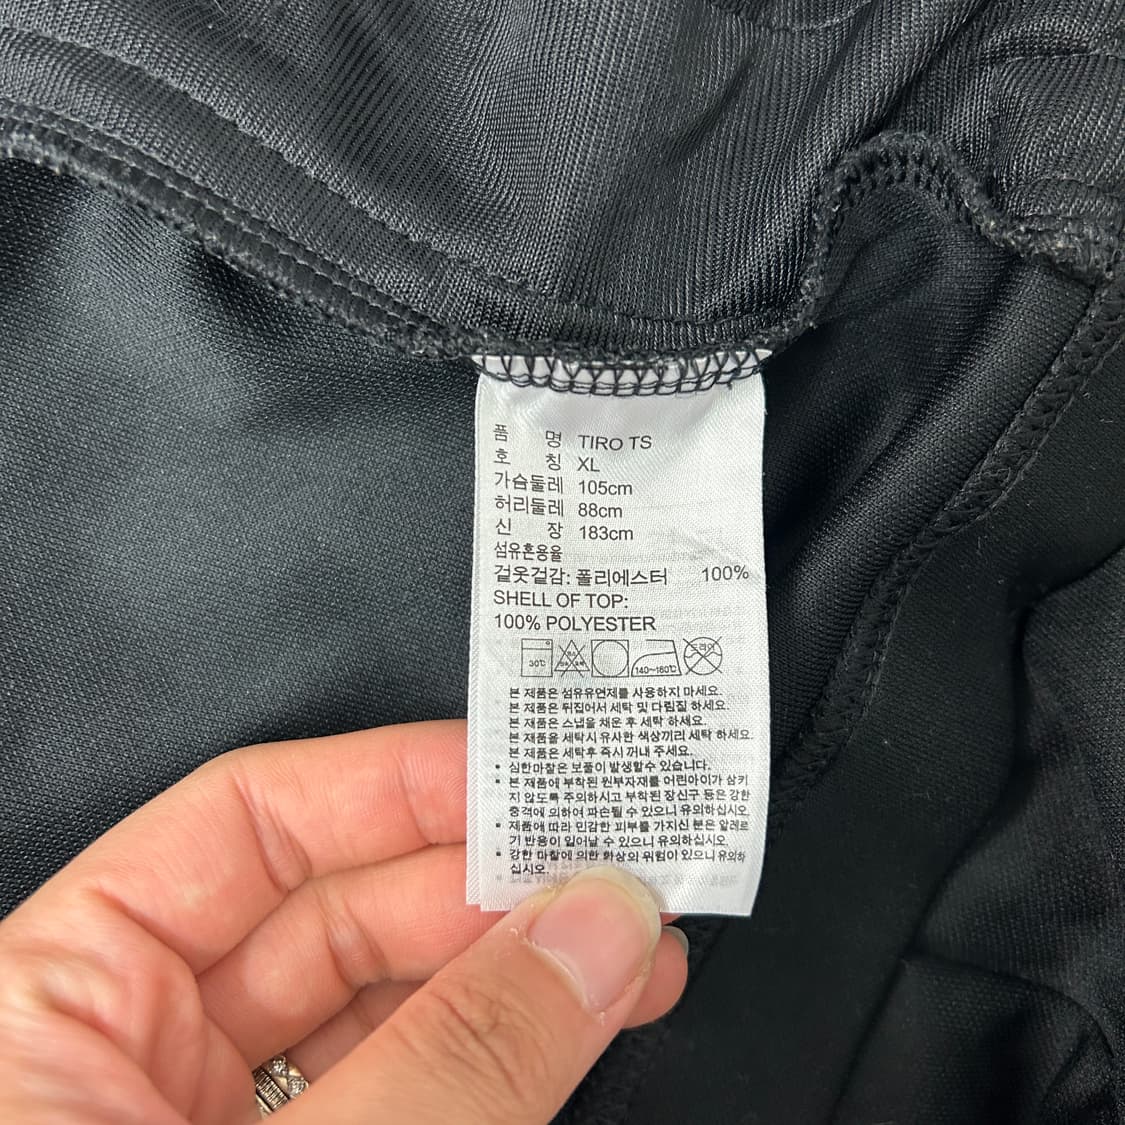 품 명 TIRO TS
호 칭 XL
가슴둘레 105cm
허리둘레 88cm
신 장 183cm
섬유혼용율
겉옷겉감: 폴리에스터 100%
SHELL OF TOP:
100% POLYESTER
30℃ 140~160℃ 드라이
본 제품은 섬유유연제를 사용하지 마세요.
본 제품은 뒤집어서 세탁 및 다림질 하세요.
본 재품은 스냅을 채운 후 세탁 하세요.
본제품을 세탁시 유사한 색상끼리 세탁 하세요.
본 제품은 세탁후 즉시 꺼내 주세요.
• 심한마찰은 보풀이 발생할수 있습니다.
• 본 제품에 부착된 원부자재를 어린아이가 삼키
지 않도록 주의하시고 부착된 장신구 등은 강한
충격에 의하여 파손될 수 있으니 유의하십시오.
• 제품에 따라 민감한 피부를 가지신 분은 알레르
기 반응이 일어날 수 있으니 유의하십시오.
• 강한 마찰에 의한 화상의 위험이 있으니 유의하
십시오.